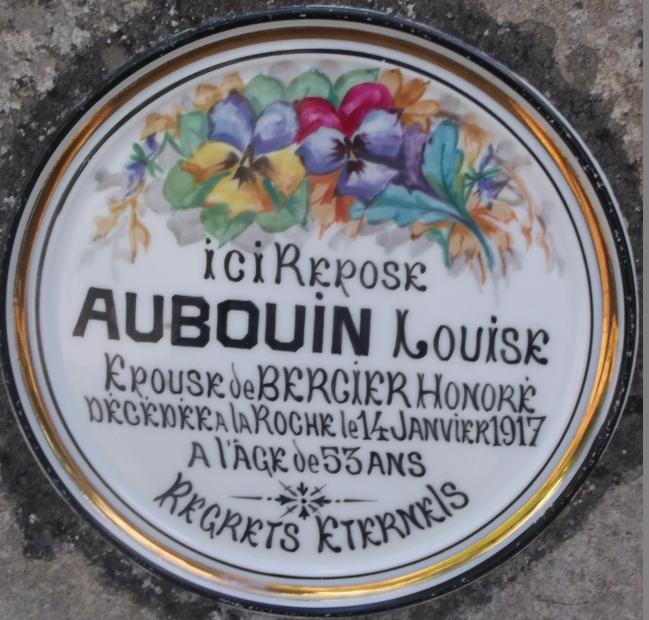 ici Repose
AUBOUiN Louise
Epouse de BERGIER HONORÉ
DÉCÉDÉE A la ROCHE le 14 JANVIER 1917
A l'ÂGE de 53 ANS
REGRETS ETERNELS